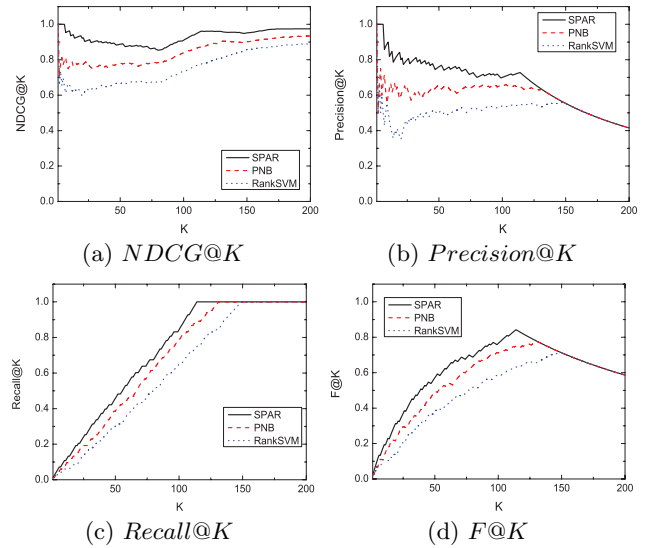 NDCG@K
1.0
0.8
0.6
0.4
0.2
0.0
50
100
150
200
K
SPAR
PNB
RankSVM
(a) NDCG@K
Precision@K
1.0
0.8
0.6
0.4
0.2
0.0
50
100
150
200
K
SPAR
PNB
RankSVM
(b) Precision@K
Recall@K
1.0
0.8
0.6
0.4
0.2
0.0
50
100
150
200
K
SPAR
PNB
RankSVM
(c) Recall@K
F@K
1.0
0.8
0.6
0.4
0.2
0.0
50
100
150
200
K
SPAR
PNB
RankSVM
(d) F@K